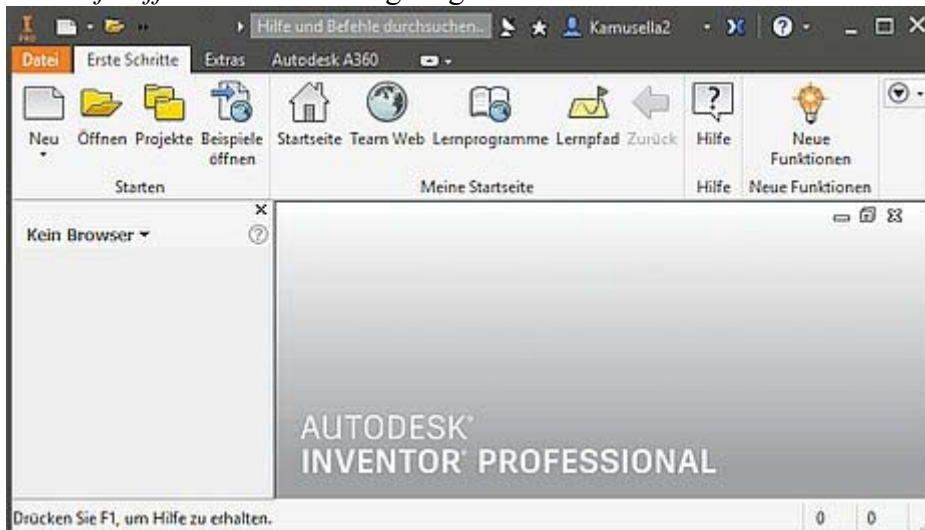 PRO
Hilfe und Befehle durchsuchen...
Kamusella2
Datei Erste Schritte Extras Autodesk A360
Neu Öffnen Projekte Beispiele öffnen Startseite Team Web Lernprogramme Lernpfad Zurück Hilfe Neue Funktionen
Starten Meine Startseite Hilfe Neue Funktionen
Kein Browser
AUTODESK®
INVENTOR® PROFESSIONAL
Drücken Sie F1, um Hilfe zu erhalten. 0 0